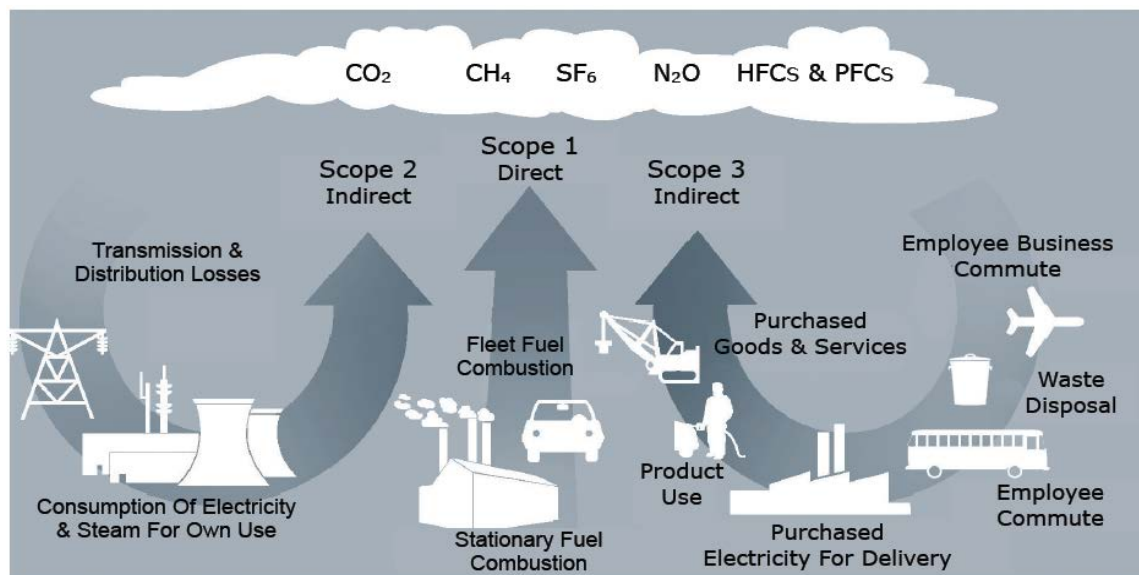 CO₂ CH₄ SF₆ N₂O HFCs & PFCs
Scope 2
Indirect
Scope 1
Direct
Scope 3
Indirect
Transmission &
Distribution Losses
Consumption Of Electricity
& Steam For Own Use
Fleet Fuel
Combustion
Stationary Fuel
Combustion
Purchased
Goods & Services
Product
Use
Purchased
Electricity For Delivery
Employee Business
Commute
Waste
Disposal
Employee
Commute